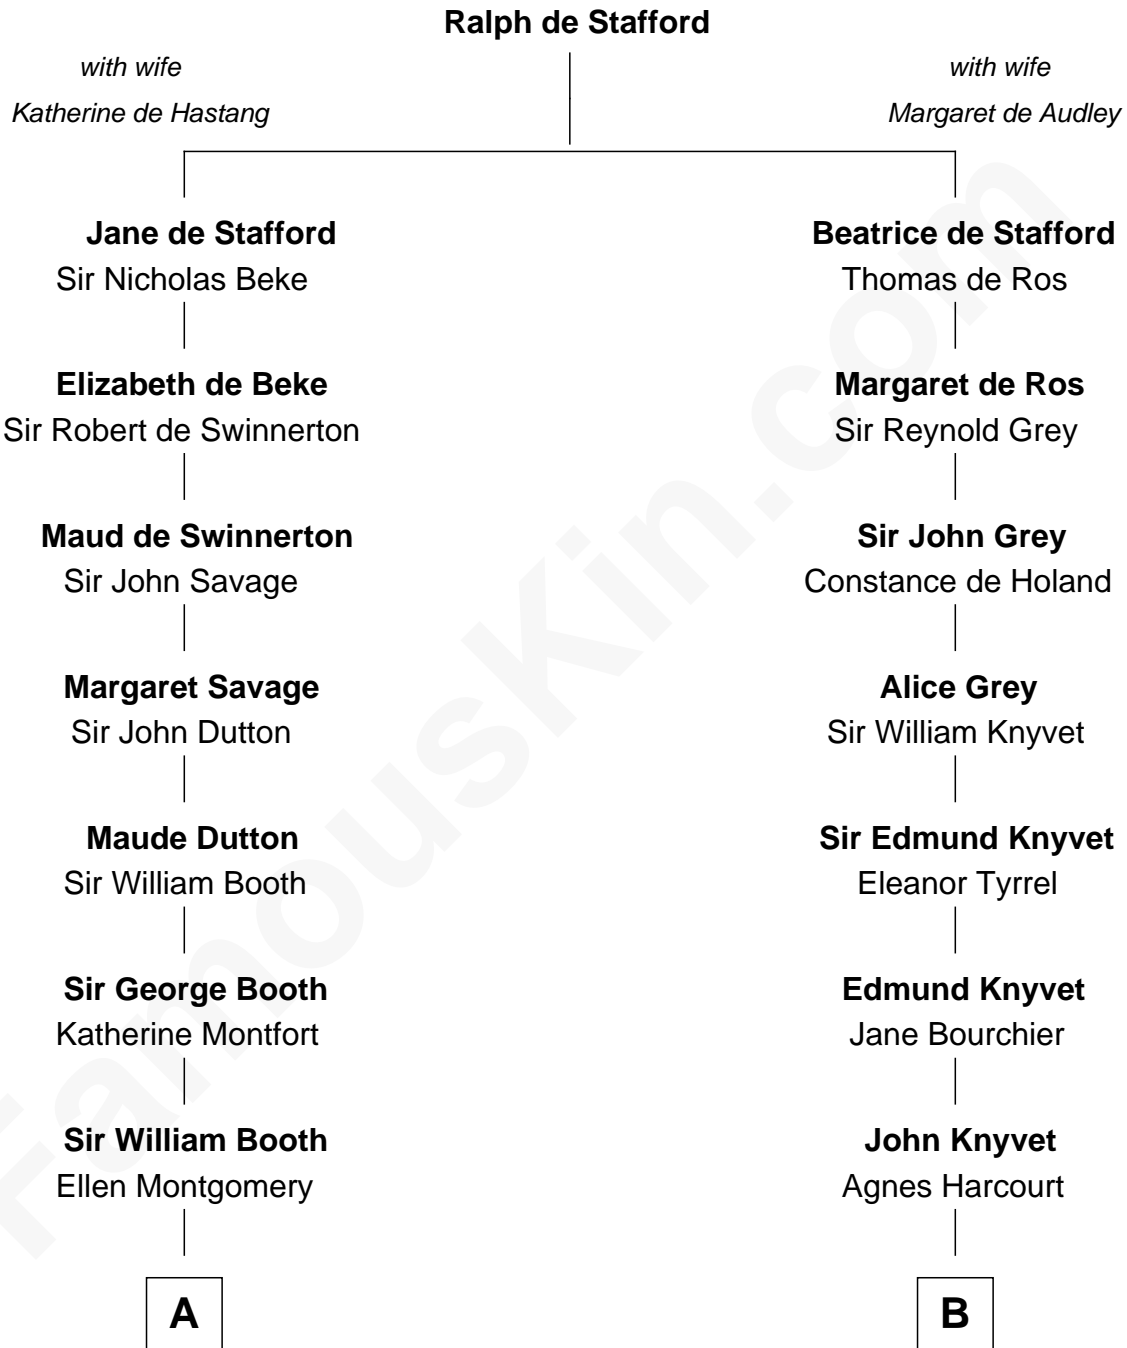 Ralph de Stafford
with wife
Katherine de Hastang
with wife
Margaret de Audley
Jane de Stafford
Sir Nicholas Beke
Beatrice de Stafford
Thomas de Ros
Elizabeth de Beke
Sir Robert de Swinnerton
Margaret de Ros
Sir Reynold Grey
Maud de Swinnerton
Sir John Savage
Sir John Grey
Constance de Holand
Margaret Savage
Sir John Dutton
Alice Grey
Sir William Knyvet
Maude Dutton
Sir William Booth
Sir Edmund Knyvet
Eleanor Tyrrel
Sir George Booth
Katherine Montfort
Edmund Knyvet
Jane Bourchier
Sir William Booth
Ellen Montgomery
John Knyvet
Agnes Harcourt
A
B
FamousKin.com